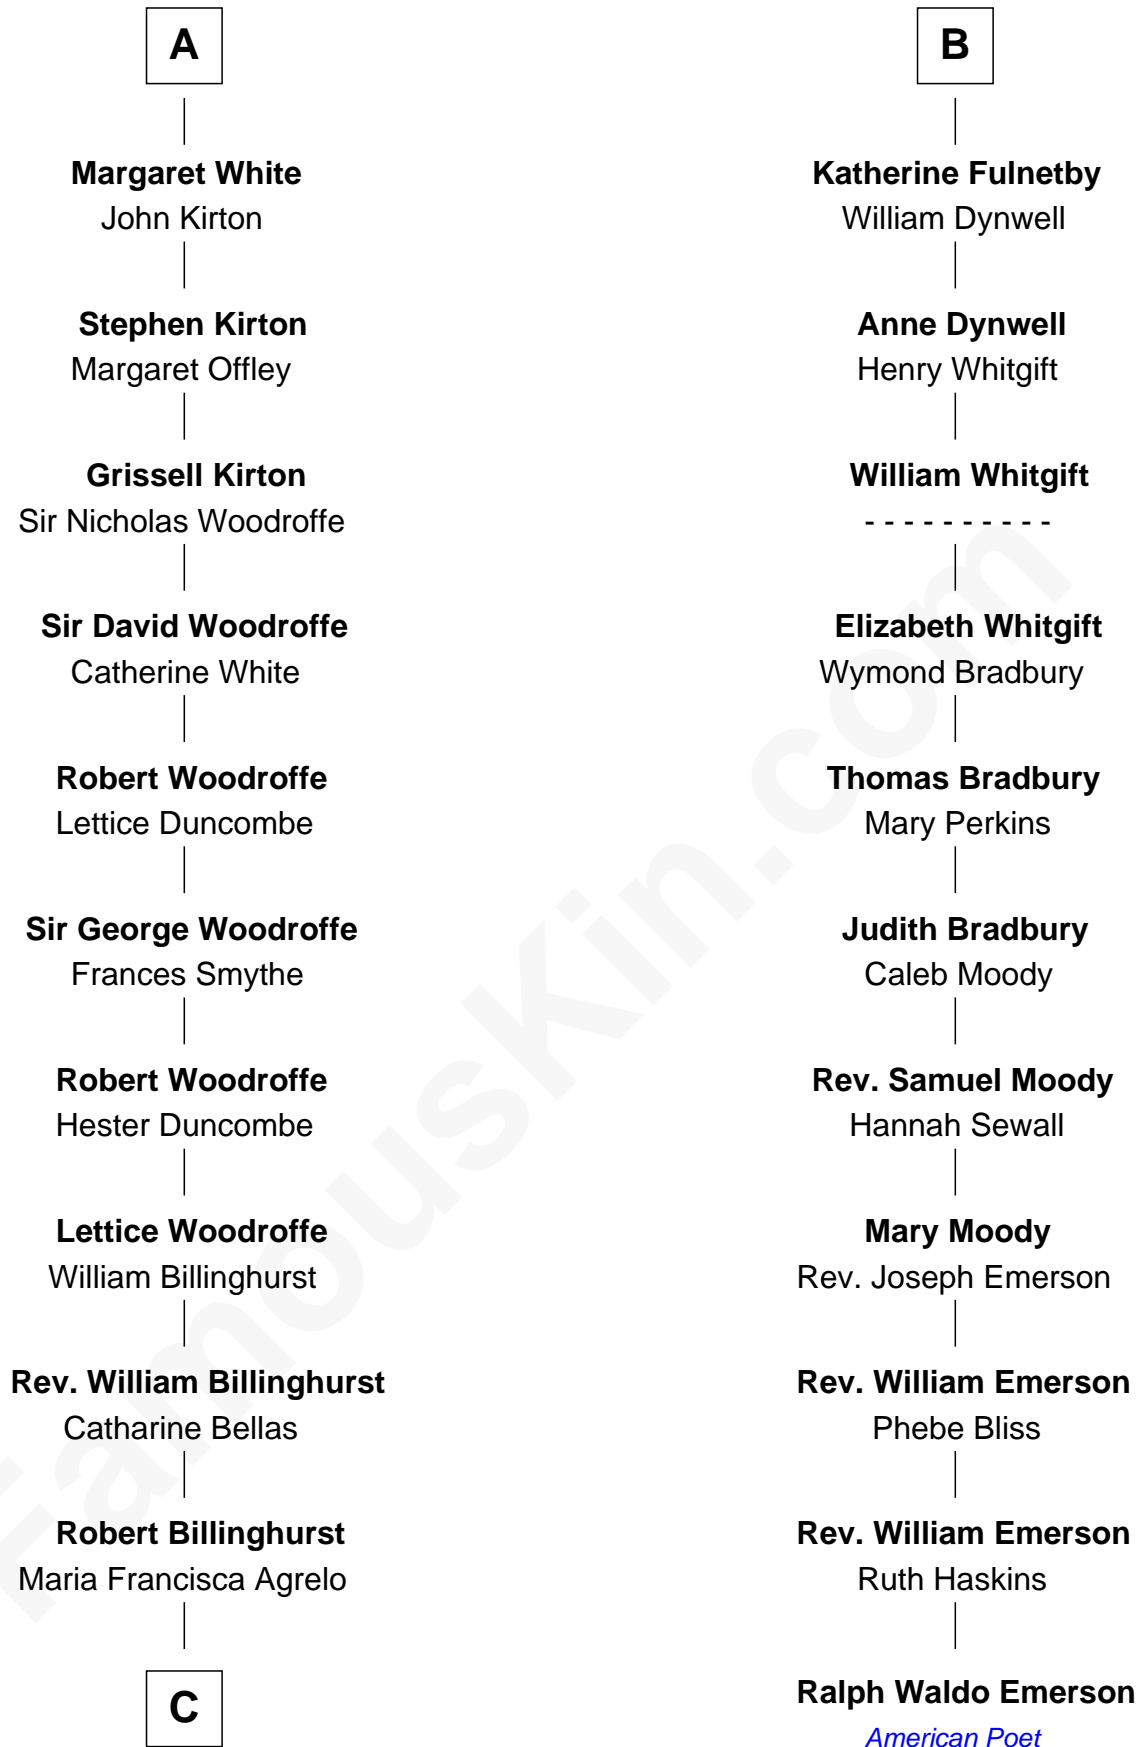 A
Margaret White
John Kirton
Stephen Kirton
Margaret Offley
Grissell Kirton
Sir Nicholas Woodroffe
Sir David Woodroffe
Catherine White
Robert Woodroffe
Lettice Duncombe
Sir George Woodroffe
Frances Smythe
Robert Woodroffe
Hester Duncombe
Lettice Woodroffe
William Billinghurst
Rev. William Billinghurst
Catharine Bellas
Robert Billinghurst
Maria Francisca Agrelo
C
B
Katherine Fulnetby
William Dynwell
Anne Dynwell
Henry Whitgift
William Whitgift
- - - - - - - - - -
Elizabeth Whitgift
Wymond Bradbury
Thomas Bradbury
Mary Perkins
Judith Bradbury
Caleb Moody
Rev. Samuel Moody
Hannah Sewall
Mary Moody
Rev. Joseph Emerson
Rev. William Emerson
Phebe Bliss
Rev. William Emerson
Ruth Haskins
Ralph Waldo Emerson
American Poet
FamousKin.com